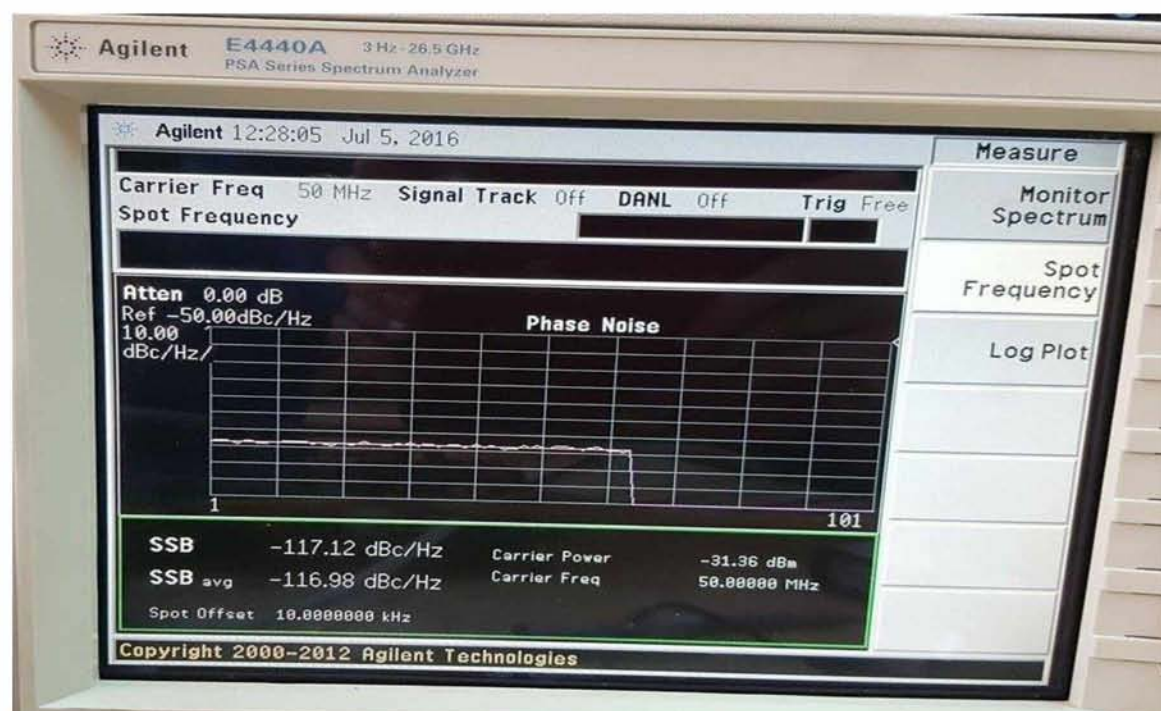 Agilent E4440A 3 Hz-26.5 GHz
PSA Series Spectrum Analyzer
Agilent 12:28:05 Jul 5, 2016
Measure
Carrier Freq 50 MHz Signal Track Off DANL Off Trig Free
Spot Frequency
Monitor
Spectrum
Spot
Frequency
Log Plot
Atten 0.00 dB
Ref -50.00dBc/Hz
10.00
dBc/Hz/
Phase Noise
1
101
SSB -117.12 dBc/Hz Carrier Power -31.36 dBm
SSB avg -116.98 dBc/Hz Carrier Freq 50.00000 MHz
Spot Offset 10.0000000 kHz
Copyright 2000-2012 Agilent Technologies